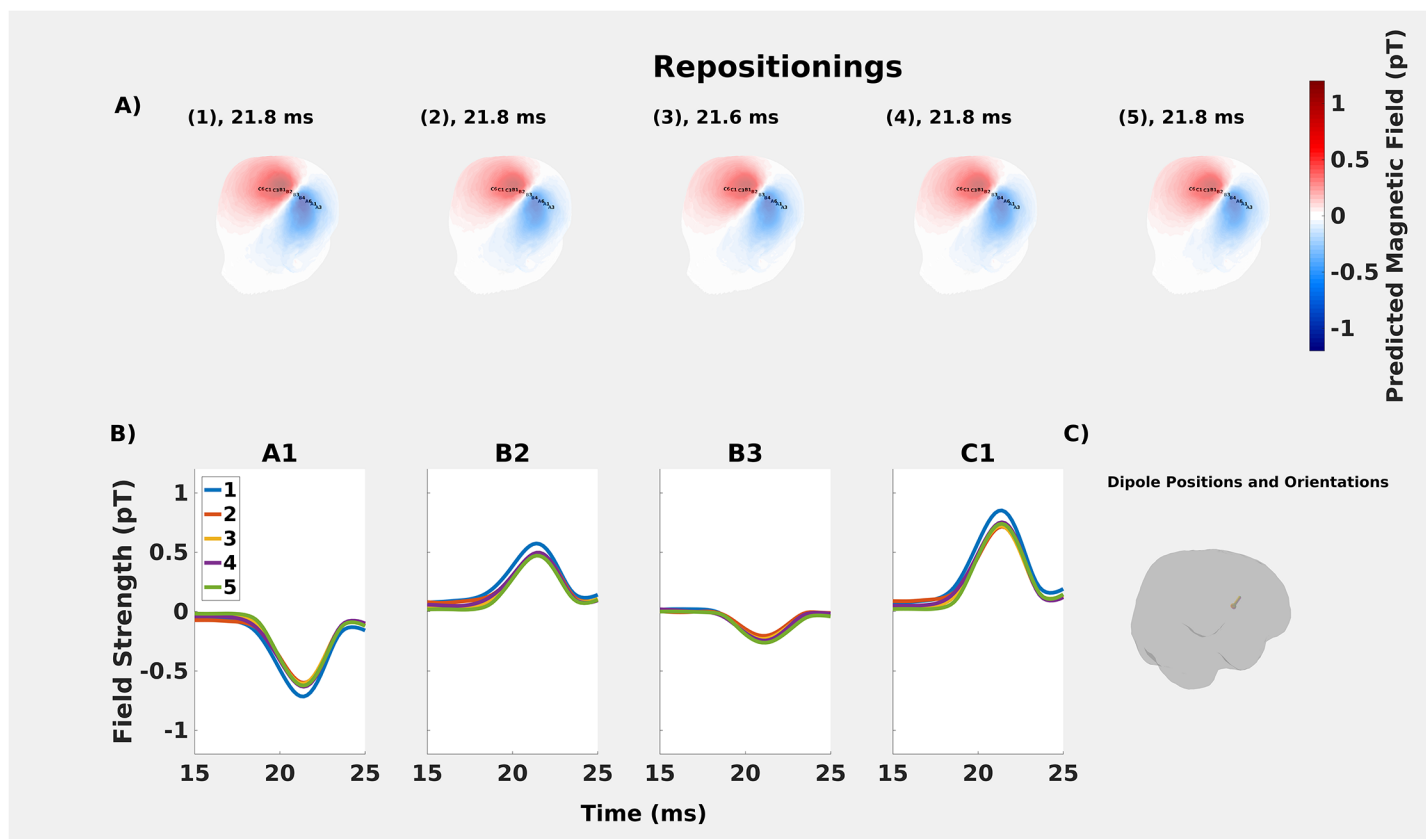 Repositionings
A)
(1), 21.8 ms
(2), 21.8 ms
(3), 21.6 ms
(4), 21.8 ms
(5), 21.8 ms
1
0.5
0
-0.5
-1
Predicted Magnetic Field (pT)
B)
A1
B2
B3
C1
Field Strength (pT)
1
0.5
0
-0.5
-1
1
2
3
4
5
15 20 25
15 20 25
15 20 25
15 20 25
Time (ms)
C)
Dipole Positions and Orientations